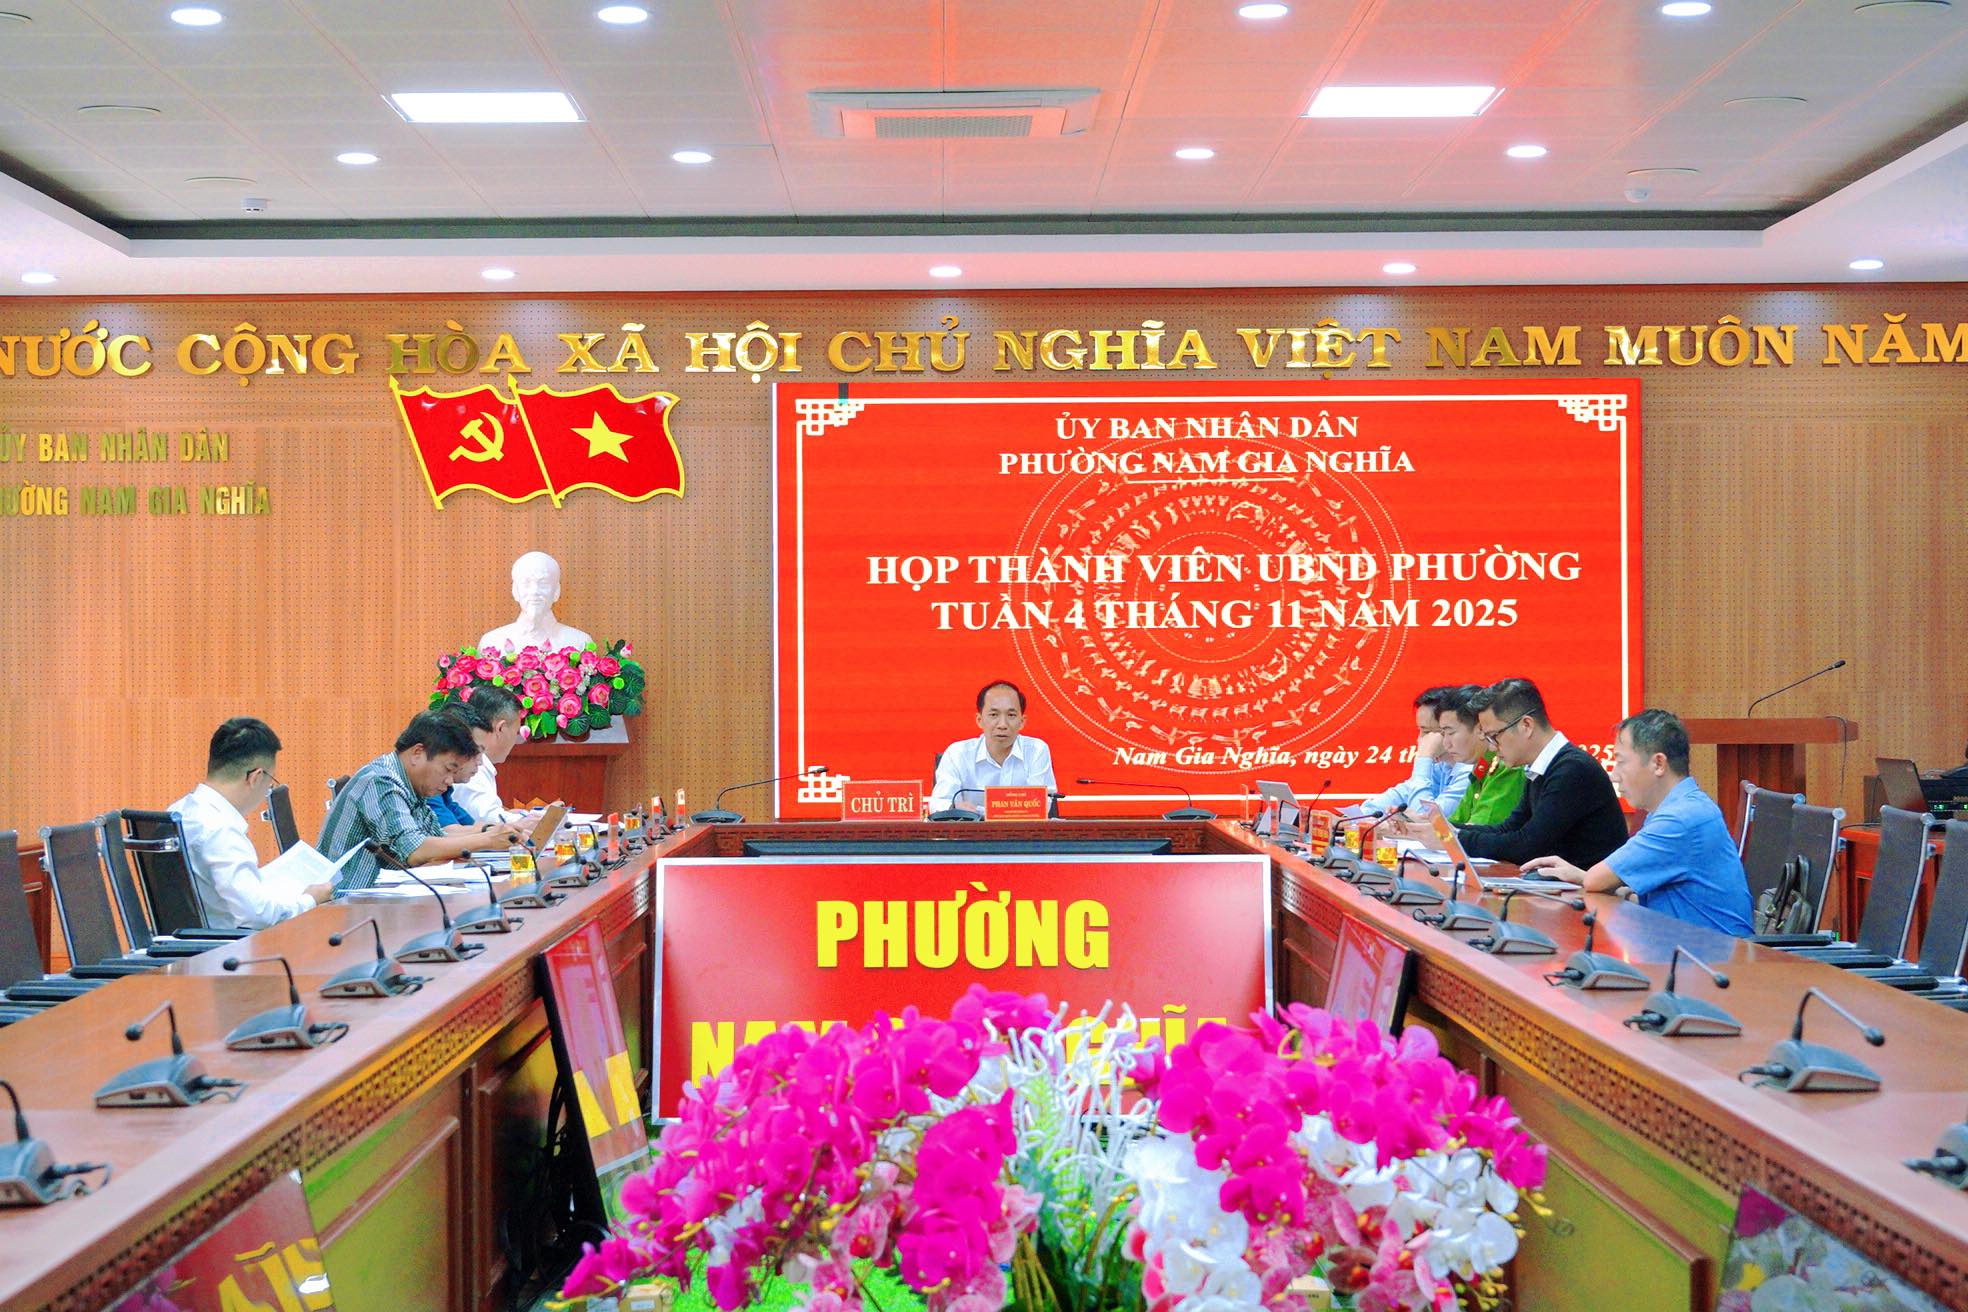 NƯỚC CỘNG HÒA XÃ HỘI CHỦ NGHĨA VIỆT NAM MUÔN NĂM
ỦY BAN NHÂN DÂN
NAM GIA NGHĨA
ỦY BAN NHÂN DÂN
PHƯỜNG NAM GIA NGHĨA
HỌP THÀNH VIÊN UBND PHƯỜNG
TUẦN 4 THÁNG 11 NĂM 2025
Nam Gia Nghĩa, ngày 24
CHỦ TRÌ
PHAN VĂN QUỐC
PHƯỜNG